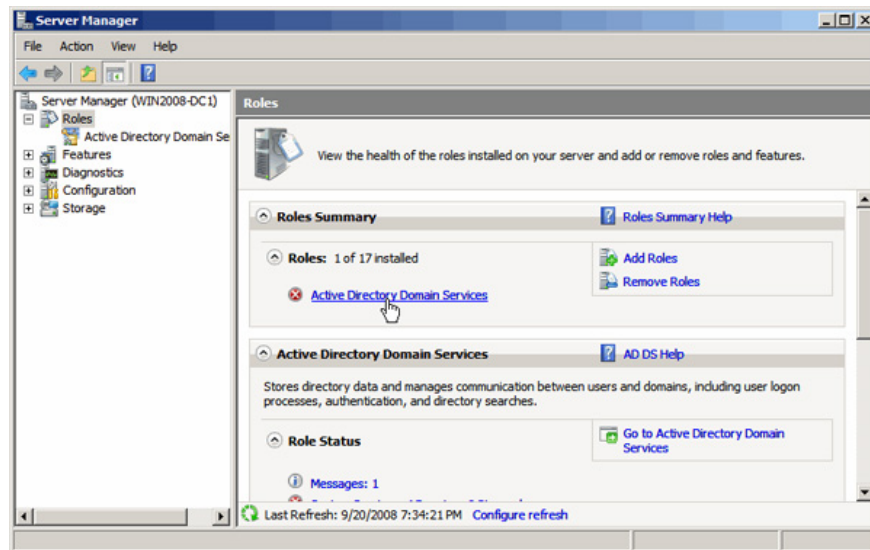 Server Manager
File Action View Help
Server Manager (WIN2008-DC1)
Roles
Active Directory Domain Se
Features
Diagnostics
Configuration
Storage
Roles
View the health of the roles installed on your server and add or remove roles and features.
Roles Summary
Roles Summary Help
Roles: 1 of 17 installed
Add Roles
Remove Roles
Active Directory Domain Services
Active Directory Domain Services
AD DS Help
Stores directory data and manages communication between users and domains, including user logon
processes, authentication, and directory searches.
Role Status
Go to Active Directory Domain
Services
Messages: 1
Last Refresh: 9/20/2008 7:34:21 PM Configure refresh